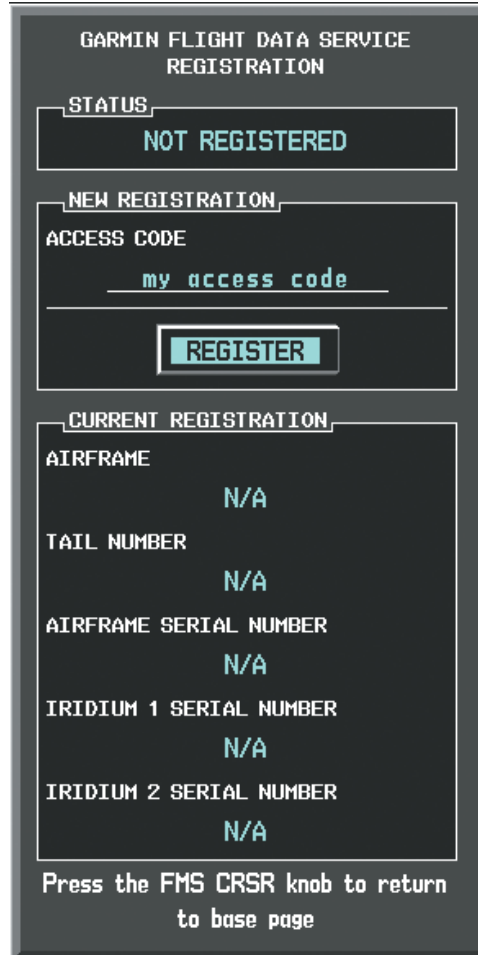 GARMIN FLIGHT DATA SERVICE
REGISTRATION
STATUS
NOT REGISTERED
NEW REGISTRATION
ACCESS CODE
my access code
REGISTER
CURRENT REGISTRATION
AIRFRAME
N/A
TAIL NUMBER
N/A
AIRFRAME SERIAL NUMBER
N/A
IRIDIUM 1 SERIAL NUMBER
N/A
IRIDIUM 2 SERIAL NUMBER
N/A
Press the FMS CRSR knob to return
to base page